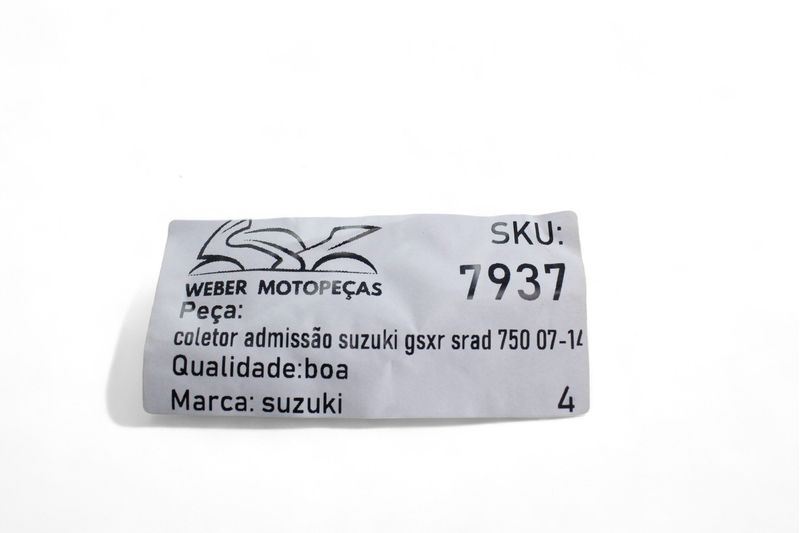 SKU:
7937
WEBER MOTOPEÇAS
Peça:
coletor admissão suzuki gsxr srad 750 07-14
Qualidade:boa
Marca: suzuki
4